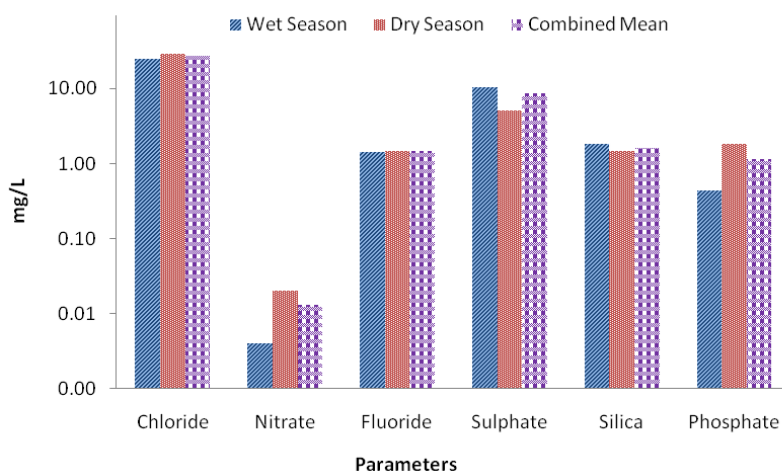 Wet Season Dry Season Combined Mean
10.00
1.00
0.10
0.01
0.00
mg/L
Chloride Nitrate Fluoride Sulphate Silica Phosphate
Parameters